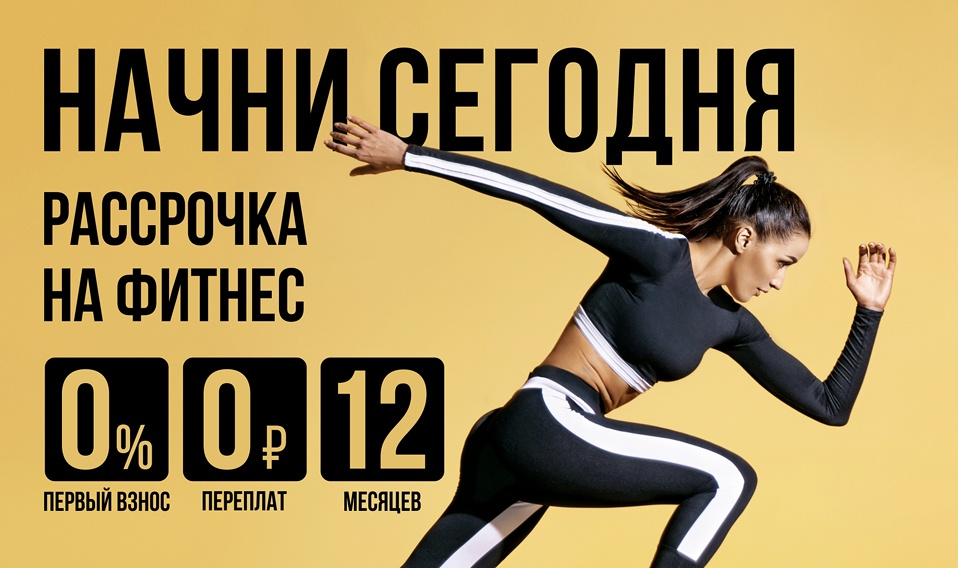 НАЧНИ СЕГОДНЯ
РАССРОЧКА
НА ФИТНЕС
0% 0₽ 12
ПЕРВЫЙ ВЗНОС ПЕРЕПЛАТ МЕСЯЦЕВ